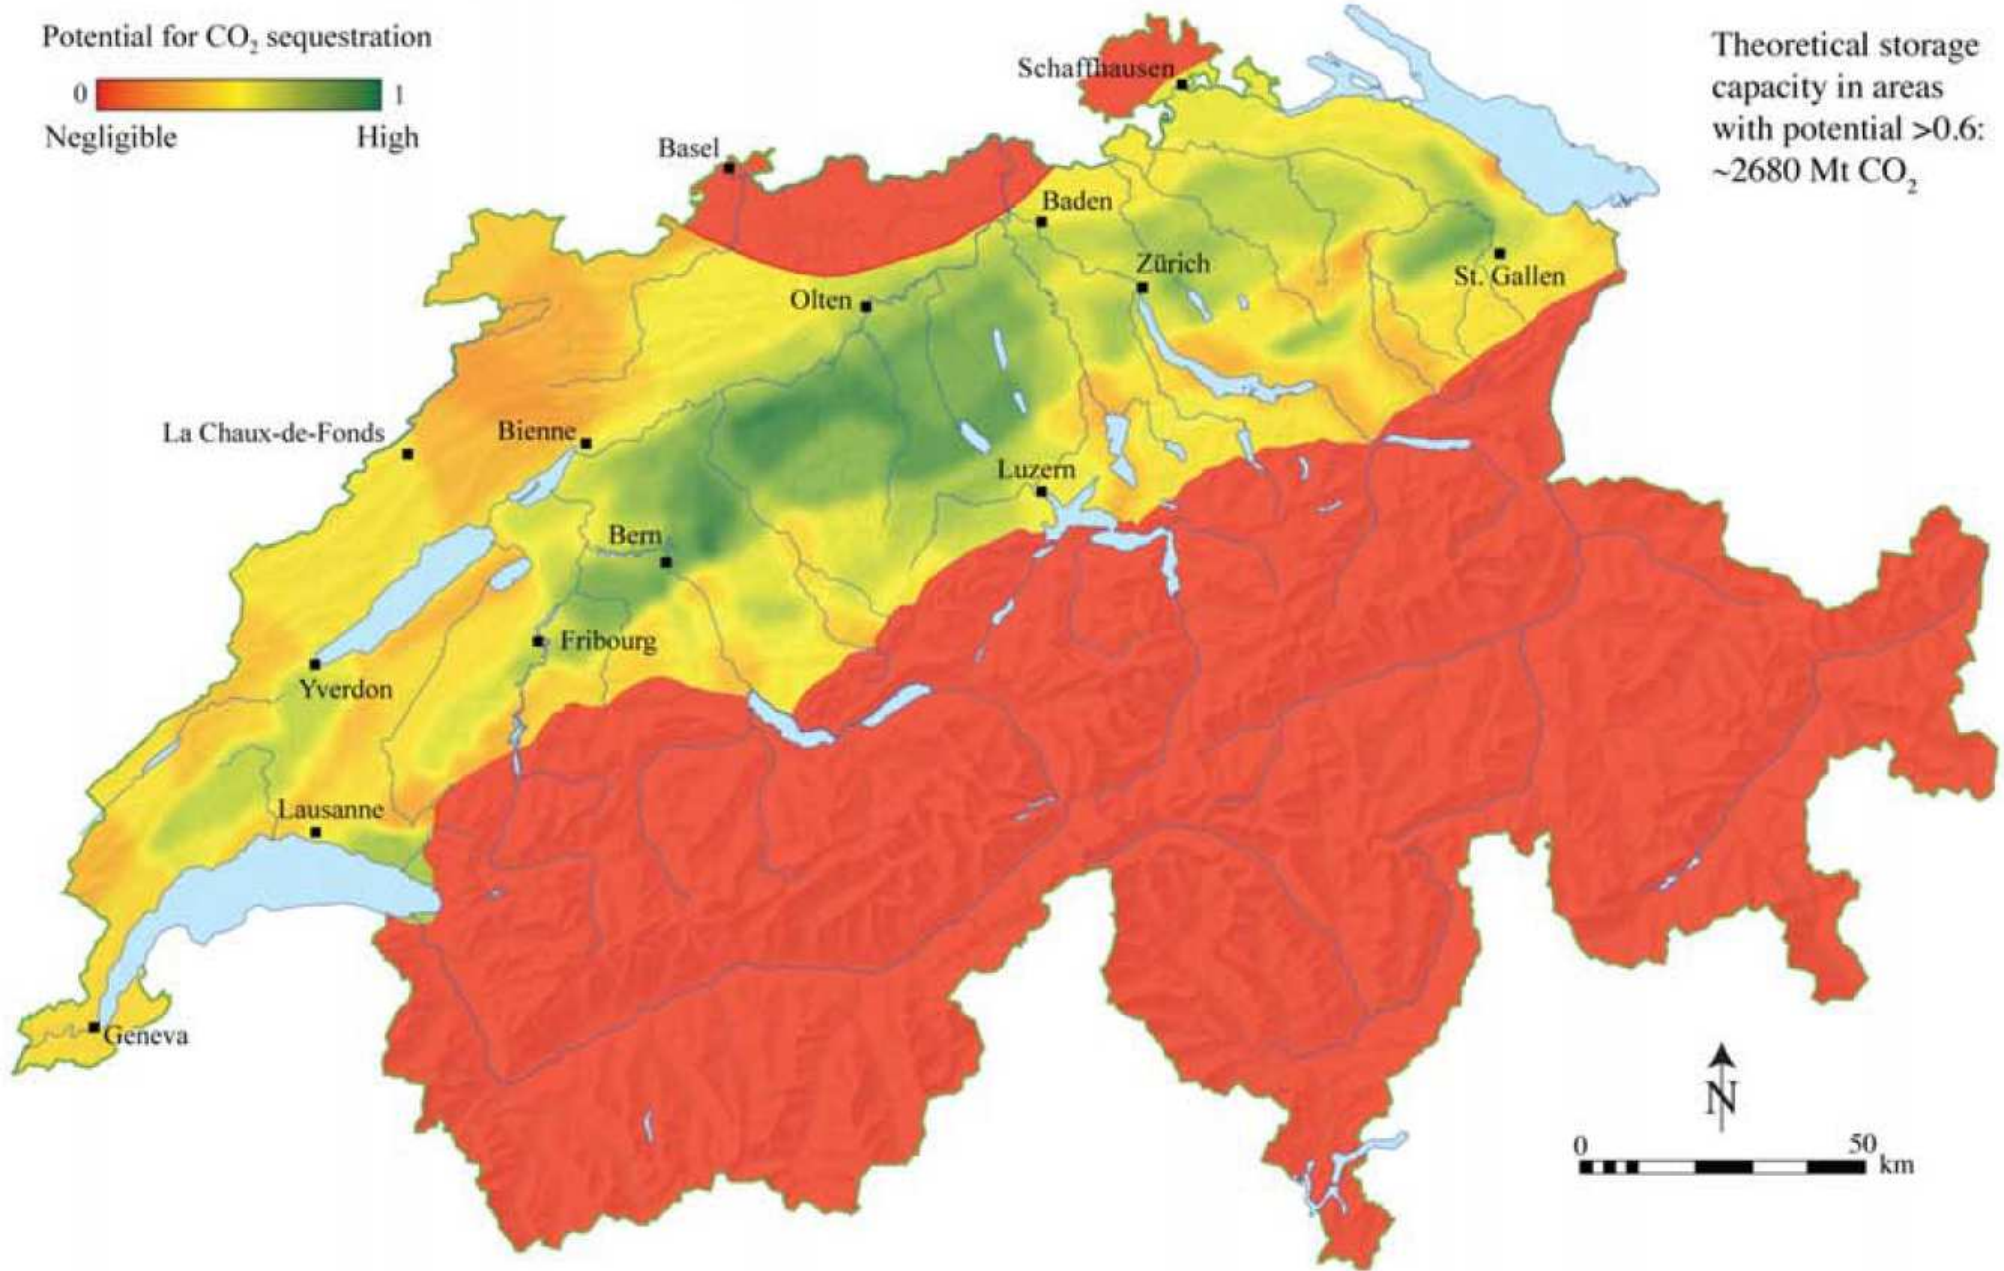 Potential for CO₂ sequestration
0 1
Negligible High
Theoretical storage
capacity in areas
with potential >0.6:
~2680 Mt CO₂
Schaffhausen
Basel
Baden
Zürich
St. Gallen
Olten
La Chaux-de-Fonds
Bienne
Luzern
Bern
Fribourg
Yverdon
Lausanne
Geneva
N
0 50
km